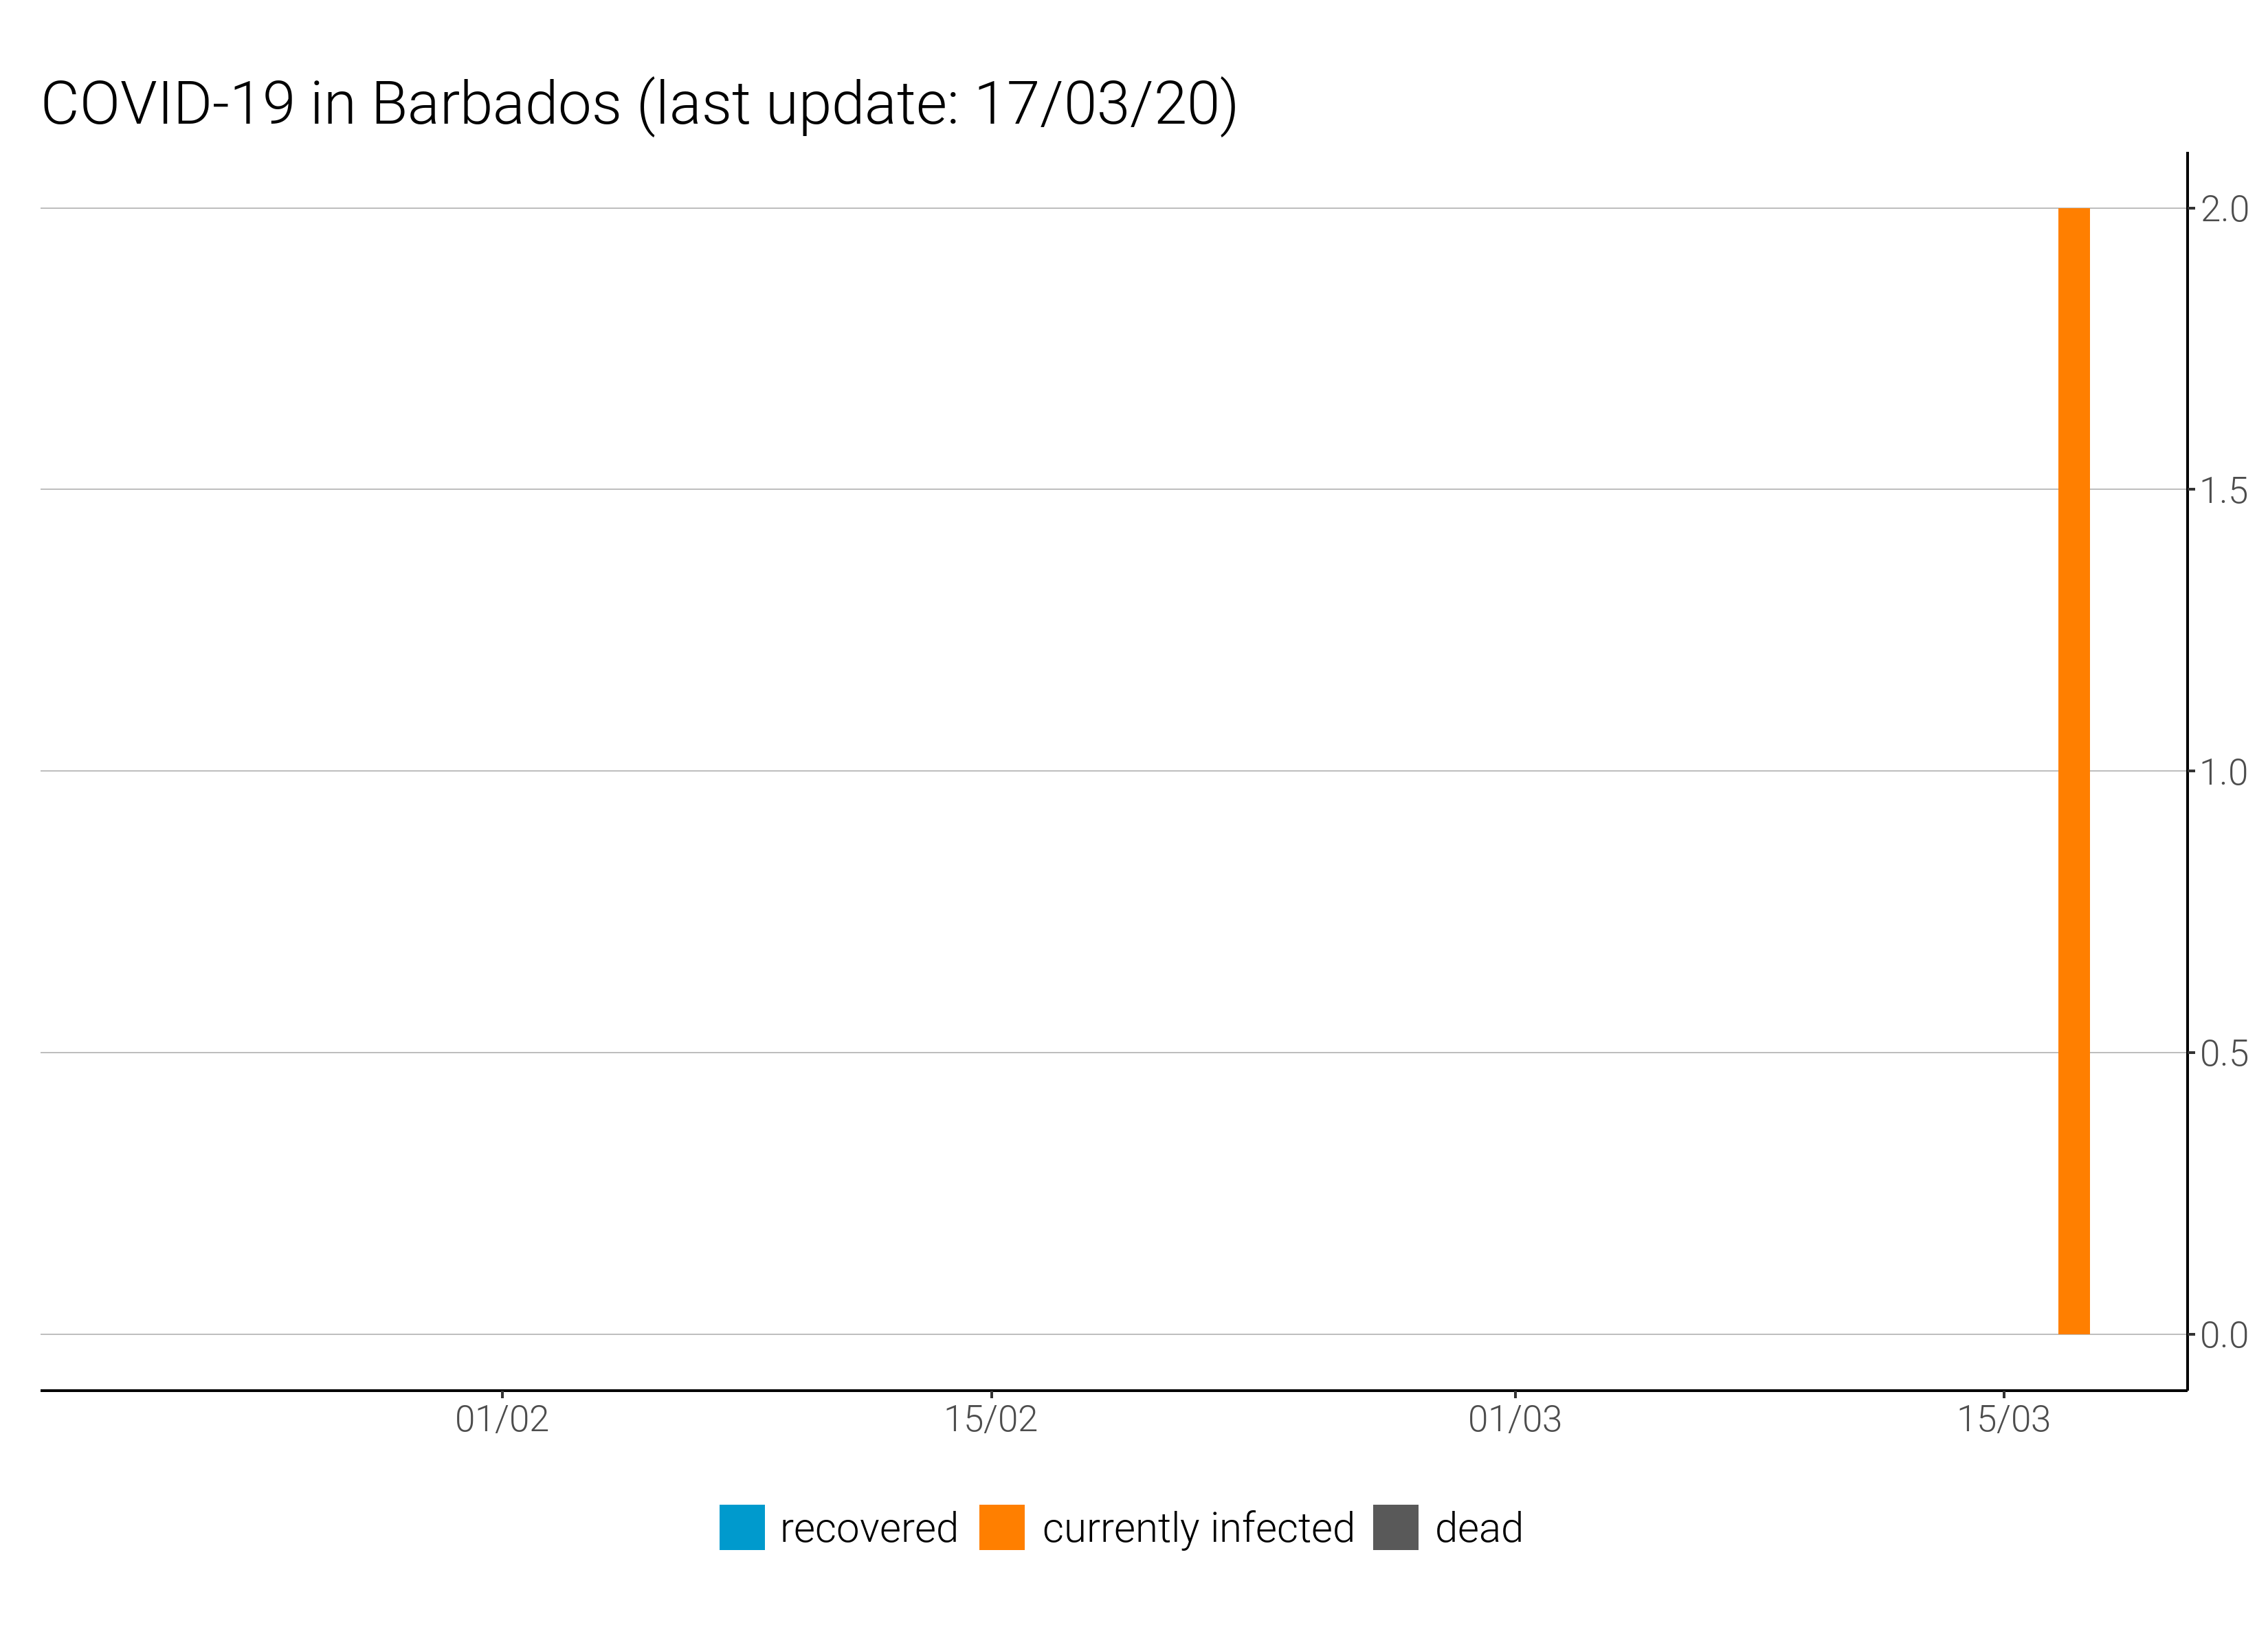 COVID-19 in Barbados (last update: 17/03/20)
2.0
1.5
1.0
0.5
0.0
01/02 15/02 01/03 15/03
recovered currently infected dead